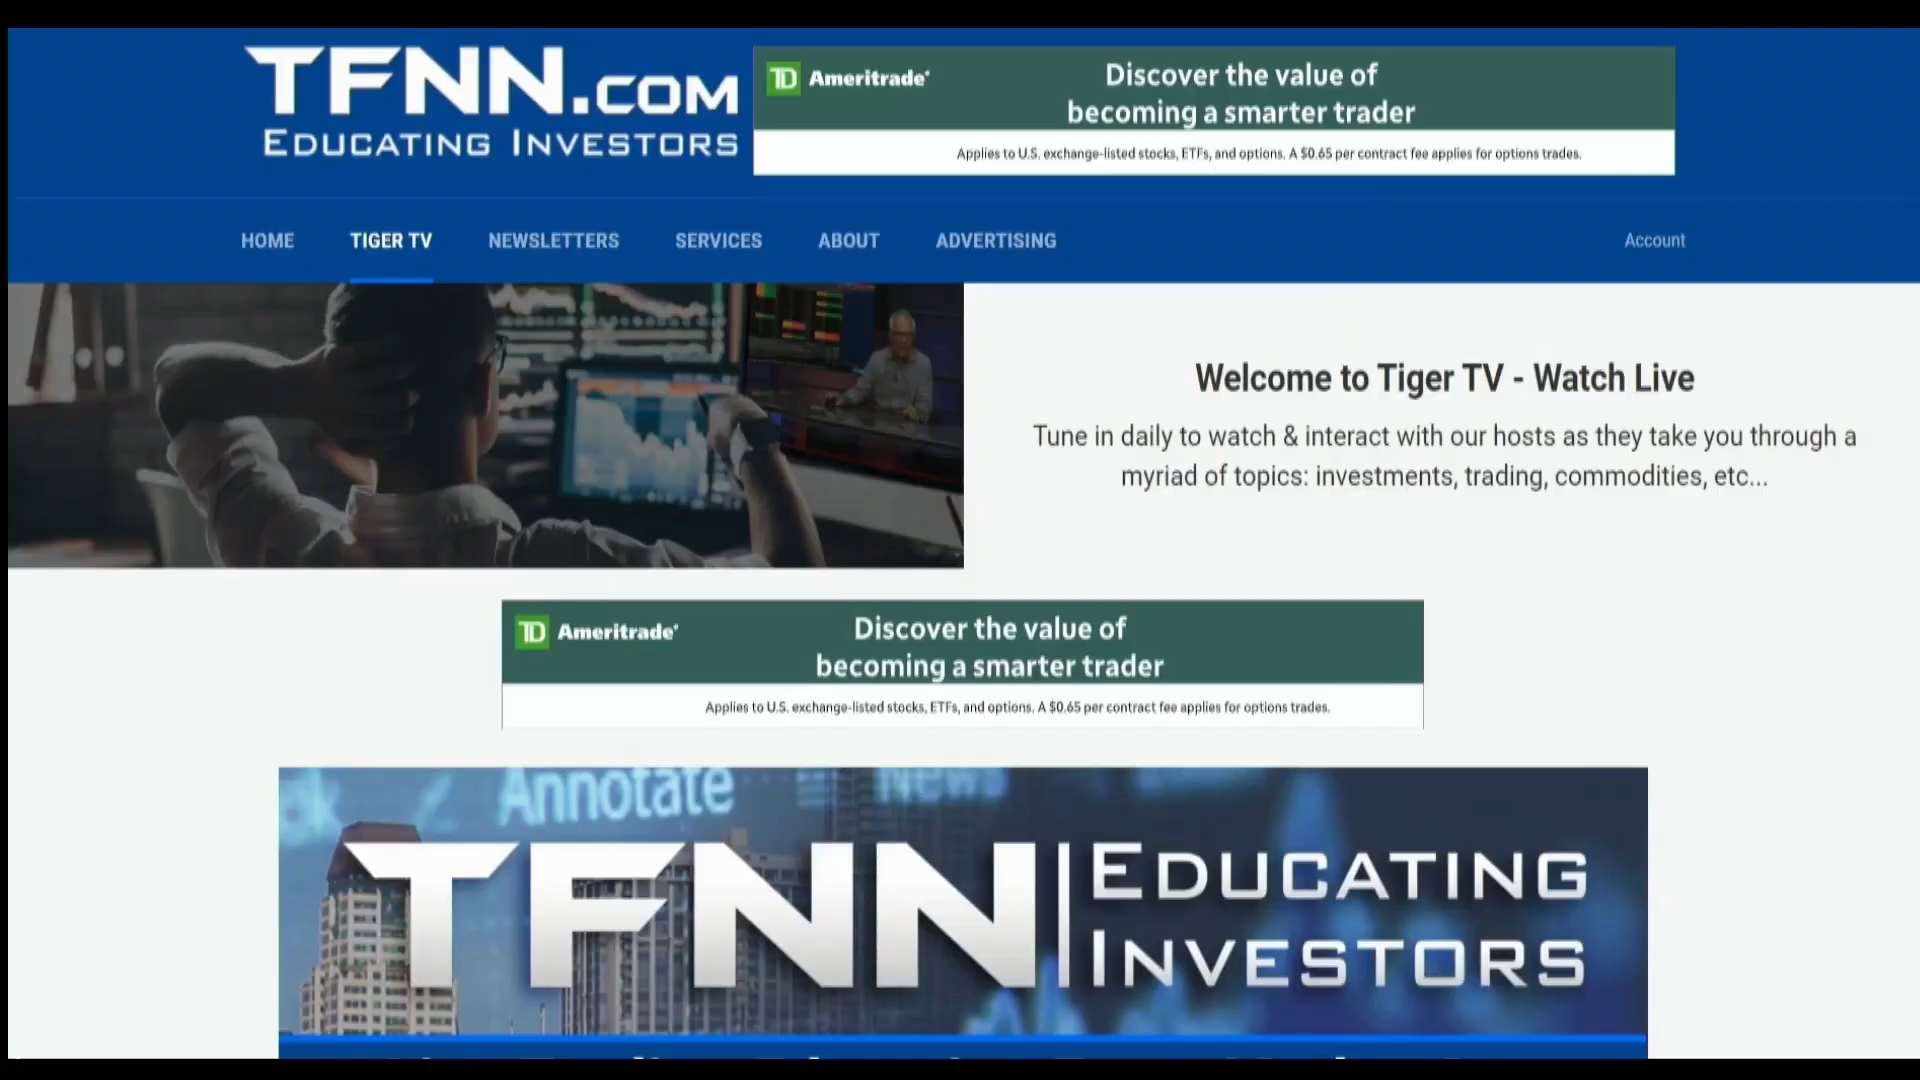 TFNN.COM
EDUCATING INVESTORS
TD Ameritrade
Discover the value of
becoming a smarter trader
Applies to U.S. exchange-listed stocks, ETFs, and options. A $0.65 per contract fee applies for options trades.
HOME TIGER TV NEWSLETTERS SERVICES ABOUT ADVERTISING Account
Welcome to Tiger TV - Watch Live
Tune in daily to watch & interact with our hosts as they take you through a
myriad of topics: investments, trading, commodities, etc...
TD Ameritrade
Discover the value of
becoming a smarter trader
Applies to U.S. exchange-listed stocks, ETFs, and options. A $0.65 per contract fee applies for options trades.
Annotate News
TFNN EDUCATING
INVESTORS